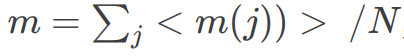 m = ∑_j < m(j)) > /N